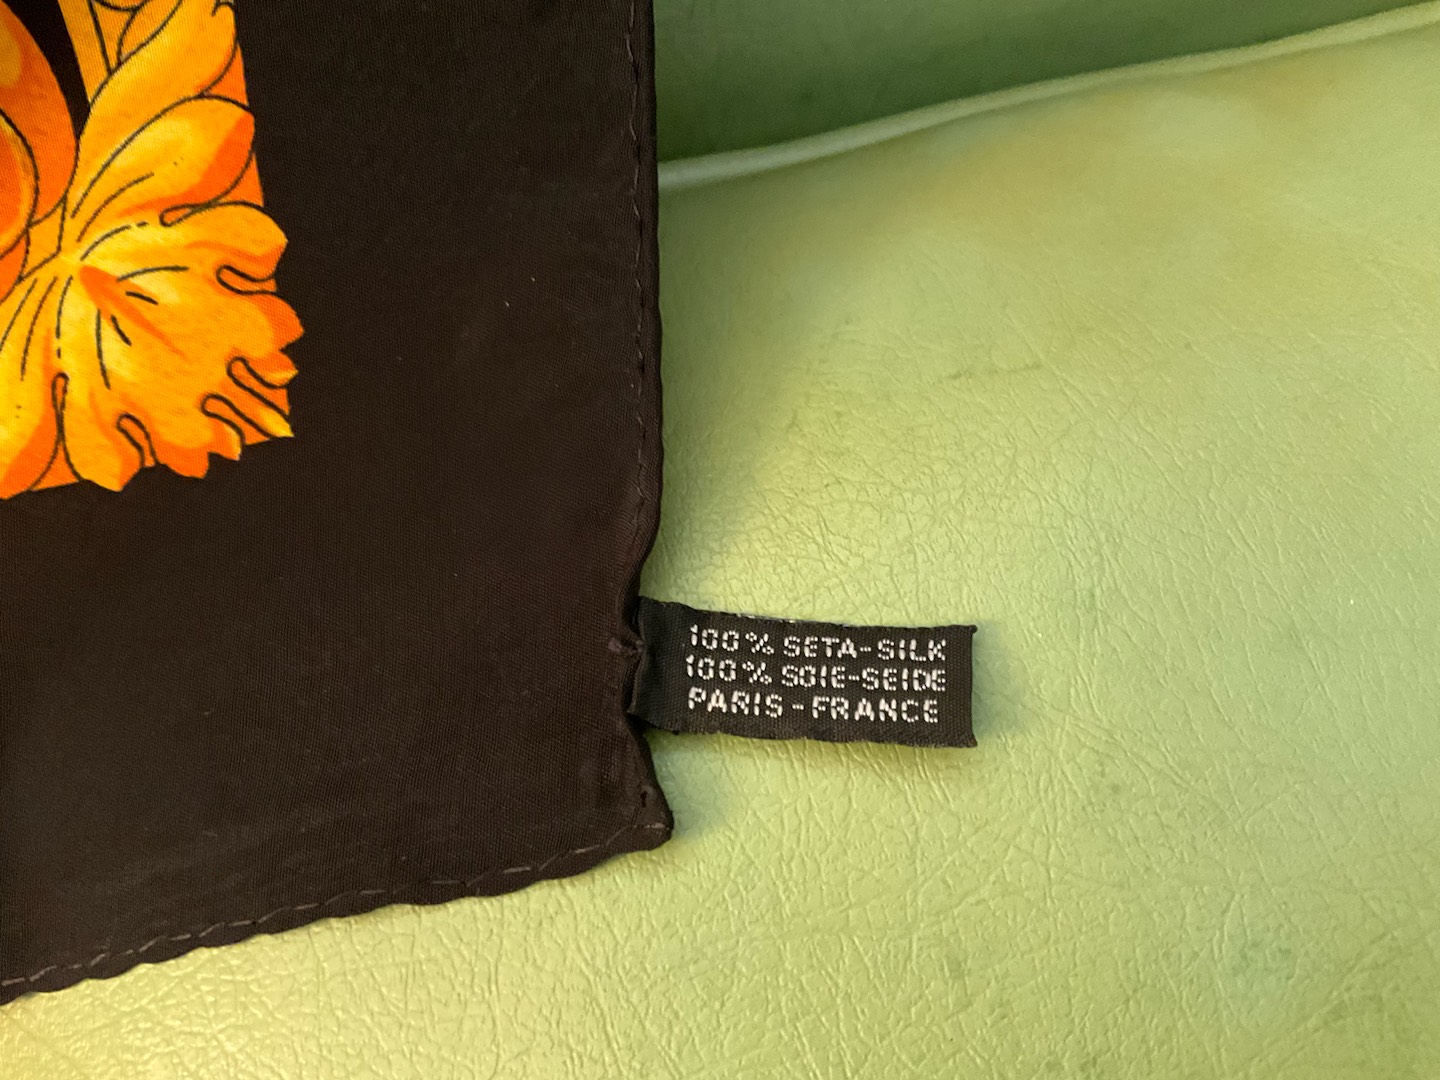 100% SETA-SILK
100% SOIE-SEIDE
PARIS - FRANCE